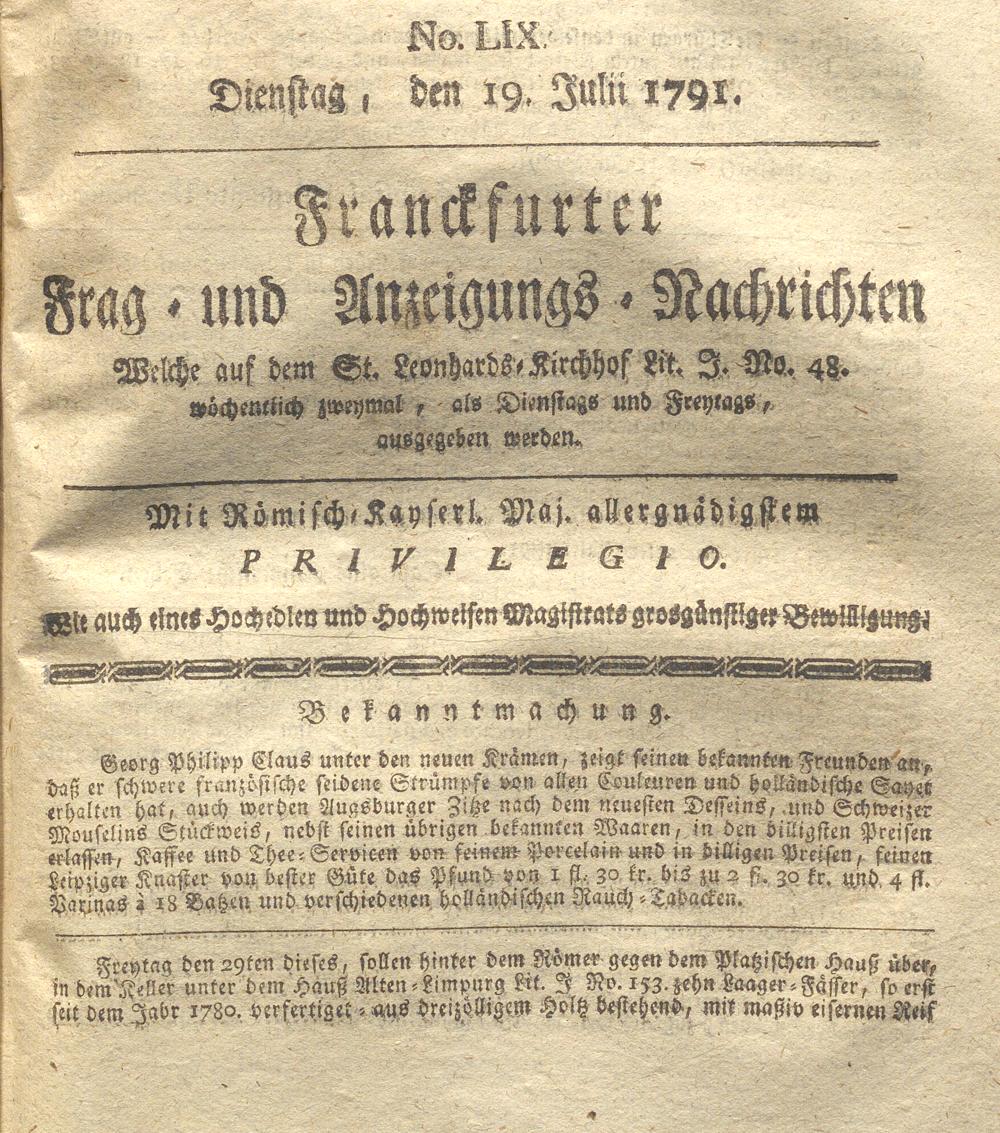 No. LIX.
Dienstag, den 19. Julii 1791.
Franckfurter
Frag- und Anzeigungs-Nachrichten
Welche auf dem St. Leonhards-Kirchhof Lit. J. No. 48.
wöchentlich zweymal, als Dienstags und Freytags,
ausgegeben werden.
Mit Römisch-Kayserl. Maj. allergnädigstem
PRIVILEGIO.
Wie auch eines Hochedlen und Hochweisen Magistrats grosgünstiger Bewilligung.
Bekanntmachung.
Georg Philipp Claus unter den neuen Krämen, zeigt seinen bekannten Freunden an,
daß er schwere französische seidene Strümpfe von allen Couleuren und holländische Sayet
erhalten hat, auch werden Augsburger Zitze nach dem neuesten Desseins, und Schweizer
Mouselins Stückweis, nebst seinen übrigen bekannten Waaren, in den billigsten Preisen
erlassen, Kaffee und Thee-Servicen von feinem Porcelain und in billigen Preisen, feinen
Leipziger Knaster von bester Güte das Pfund von 1 fl. 30 kr. bis zu 2 fl. 30 kr. und 4 fl.
Varinas à 18 Batzen und verschiedenen holländischen Rauch-Tabacken.
Freytag den 29ten dieses, sollen hinter dem Römer gegen dem Platzischen Hauß über,
in dem Keller unter dem Hauß Alten-Limpurg Lit. J No. 153. zehn Laager-Fässer, so erst
seit dem Jahr 1780. verfertiget - aus dreizölligem Holtz bestehend, mit maßiv eisernen Reif